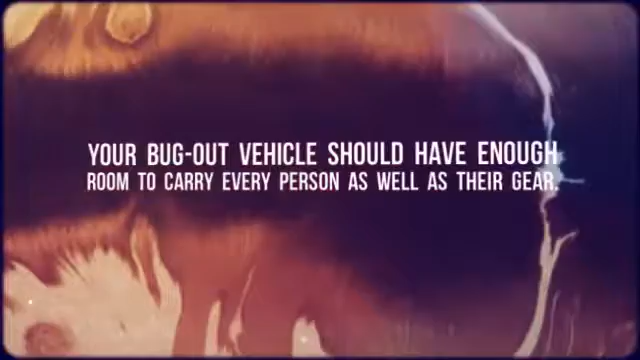 YOUR BUG-OUT VEHICLE SHOULD HAVE ENOUGH
ROOM TO CARRY EVERY PERSON AS WELL AS THEIR GEAR.